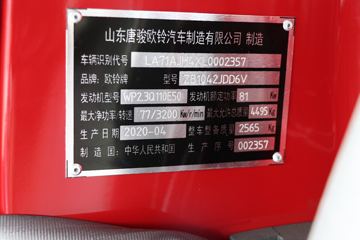 山东唐骏欧铃汽车制造有限公司 制造
车辆识别代号 LA71AJH4XL0002357
品牌 欧铃牌 型号 ZB1042JDD6V
发动机型号 WP2.3Q110E50 发动机额定功率 81 Kw
最大净功率/转速 77/3200 Kw/r/min 最大允许总质量 4495 kg
生产日期 2020-04 整车整备质量 2565 kg
制造国 中华人民共和国 生产序号 002357